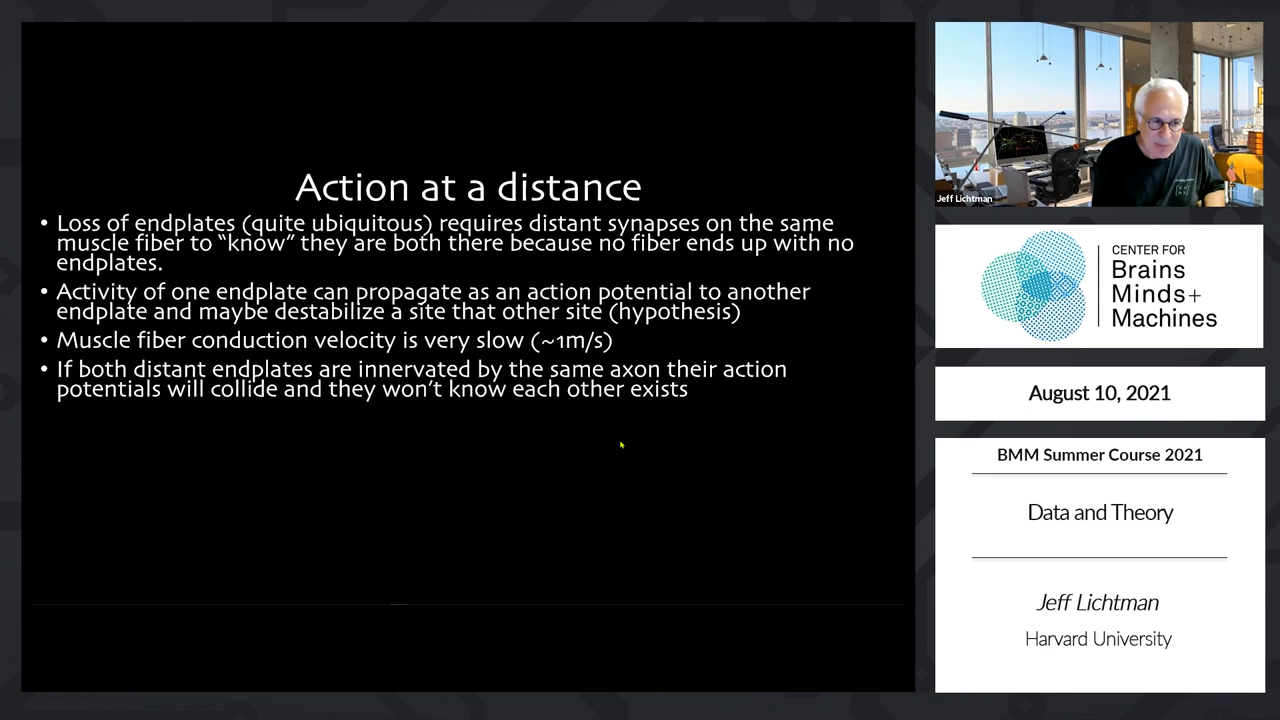 Action at a distance
• Loss of endplates (quite ubiquitous) requires distant synapses on the same
muscle fiber to “know” they are both there because no fiber ends up with no
endplates.
• Activity of one endplate can propagate as an action potential to another
endplate and maybe destabilize a site that other site (hypothesis)
• Muscle fiber conduction velocity is very slow (~1m/s)
• If both distant endplates are innervated by the same axon their action
potentials will collide and they won’t know each other exists
Jeff Lichtman
CENTER FOR
Brains
Minds+
Machines
August 10, 2021
BMM Summer Course 2021
Data and Theory
Jeff Lichtman
Harvard University